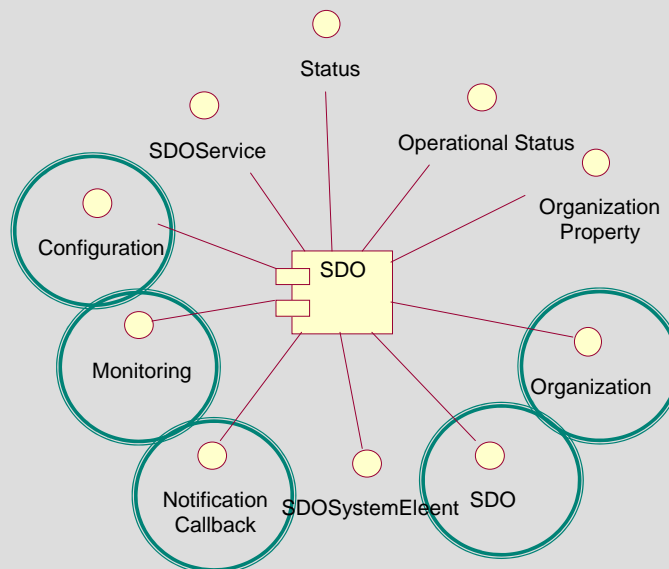 Status
Operational Status
SDOService
Organization
Property
Configuration
SDO
Monitoring
Organization
Notification
Callback
SDOSystemEleent
SDO